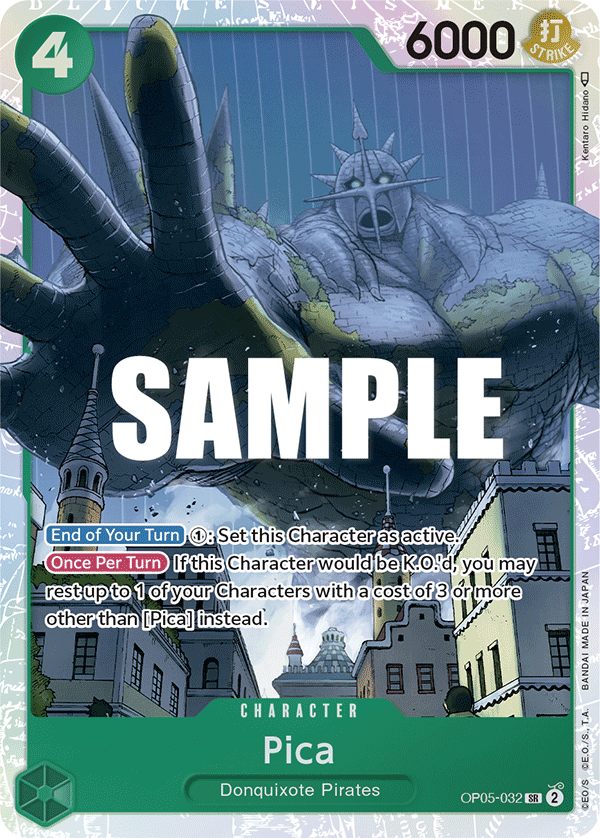 4
6000
打
STRIKE
Kentaro Hidano
SAMPLE
End of Your Turn ①: Set this Character as active.
Once Per Turn If this Character would be K.O.'d, you may
rest up to 1 of your Characters with a cost of 3 or more
other than [Pica] instead.
CHARACTER
Pica
Donquixote Pirates
OP05-032 SR 2
©EO/S ©E.O./S., T.A. BANDAI MADE IN JAPAN